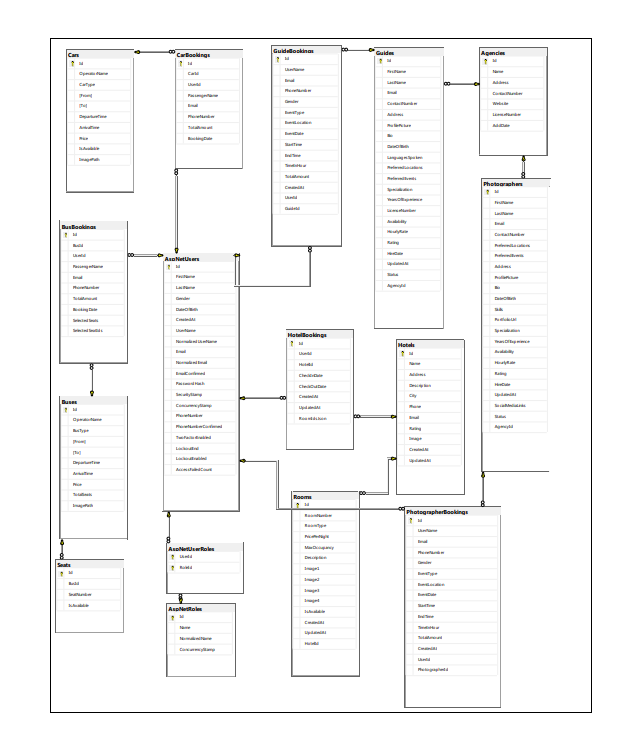 Cars
Id
OperatorName
CarType
[From]
[To]
DepartureTime
ArrivalTime
Price
IsAvailable
ImagePath
CarBookings
Id
CarId
UserId
PassengerName
Email
PhoneNumber
TotalAmount
BookingDate
GuideBookings
Id
UserName
Email
PhoneNumber
Gender
EventType
EventLocation
EventDate
StartTime
EndTime
TimeInHour
TotalAmount
CreatedAt
UserId
GuideId
Guides
Id
FirstName
LastName
Email
ContactNumber
Address
ProfilePicture
Bio
DateOfBirth
LanguagesSpoken
PreferredLocations
PreferredEvents
Specialization
YearsOfExperience
LicenseNumber
Availability
HourlyRate
Rating
HireDate
UpdatedAt
Status
AgencyId
Agencies
Id
Name
Address
ContactNumber
Website
LicenseNumber
AddDate
Photographers
Id
FirstName
LastName
Email
ContactNumber
PreferredLocations
PreferredEvents
Address
ProfilePicture
Bio
DateOfBirth
Skills
PortfolioUrl
Specialization
YearsOfExperience
Availability
HourlyRate
Rating
HireDate
UpdatedAt
SocialMediaLinks
Status
AgencyId
BusBookings
Id
BusId
UserId
PassengerName
Email
PhoneNumber
TotalAmount
BookingDate
SelectedSeats
SelectedSeatIds
AspNetUsers
Id
FirstName
LastName
Gender
DateOfBirth
CreatedAt
UserName
NormalizedUserName
Email
NormalizedEmail
EmailConfirmed
PasswordHash
SecurityStamp
ConcurrencyStamp
PhoneNumber
PhoneNumberConfirmed
TwoFactorEnabled
LockoutEnd
LockoutEnabled
AccessFailedCount
HotelBookings
Id
UserId
HotelId
CheckInDate
CheckOutDate
CreatedAt
UpdatedAt
RoomIdsJson
Hotels
Id
Name
Address
Description
City
Phone
Email
Rating
Image
CreatedAt
UpdatedAt
Buses
Id
OperatorName
BusType
[From]
[To]
DepartureTime
ArrivalTime
Price
TotalSeats
ImagePath
Rooms
Id
RoomNumber
RoomType
PricePerNight
MaxOccupancy
Description
Image1
Image2
Image3
Image4
IsAvailable
CreatedAt
UpdatedAt
HotelId
PhotographerBookings
Id
UserName
Email
PhoneNumber
Gender
EventType
EventLocation
EventDate
StartTime
EndTime
TimeInHour
TotalAmount
CreatedAt
UserId
PhotographerId
Seats
Id
BusId
SeatNumber
IsAvailable
AspNetUserRoles
UserId
RoleId
AspNetRoles
Id
Name
NormalizedName
ConcurrencyStamp